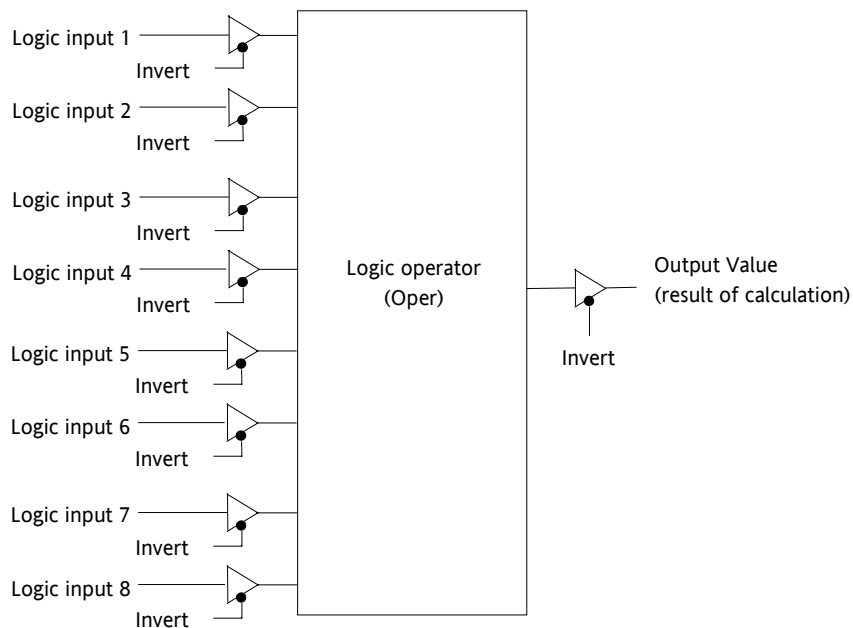 Logic input 1
Invert
Logic input 2
Invert
Logic input 3
Invert
Logic input 4
Invert
Logic input 5
Invert
Logic input 6
Invert
Logic input 7
Invert
Logic input 8
Invert
Logic operator
(Oper)
Output Value
(result of calculation)
Invert